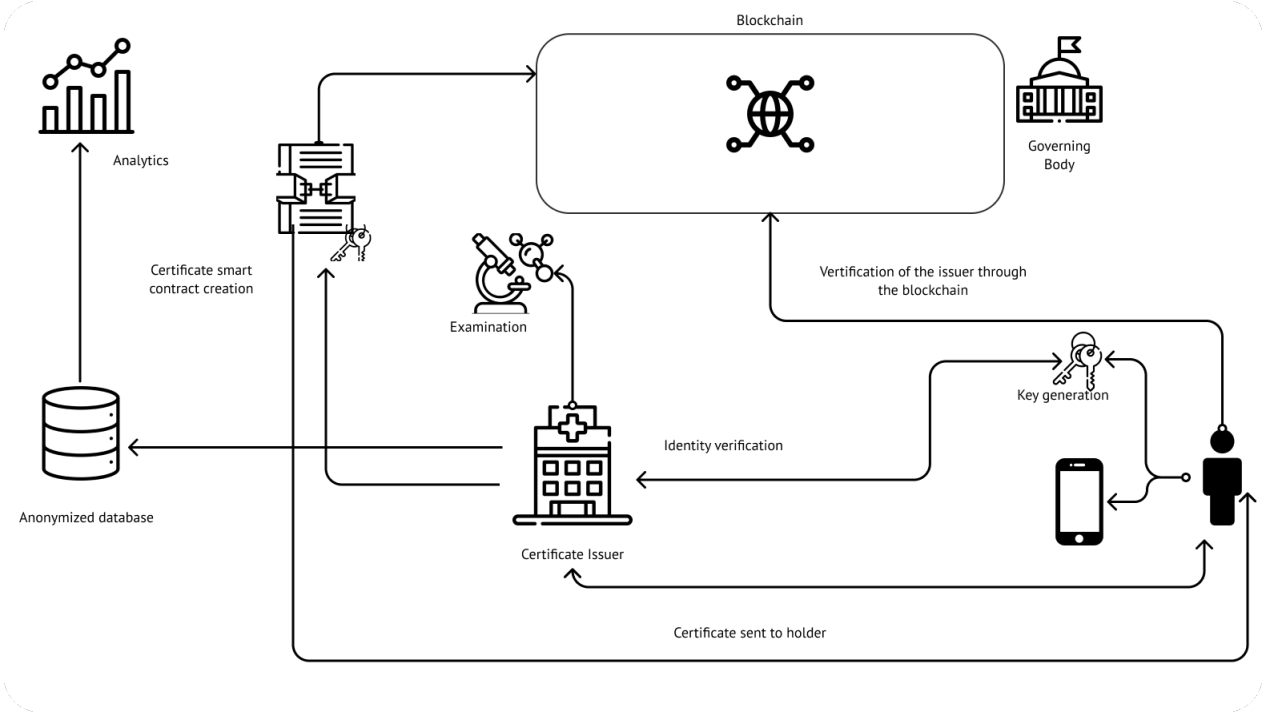 Blockchain
Analytics
Governing
Body
Certificate smart
contract creation
Vertification of the issuer through
the blockchain
Examination
Key generation
Identity verification
Anonymized database
Certificate Issuer
Certificate sent to holder